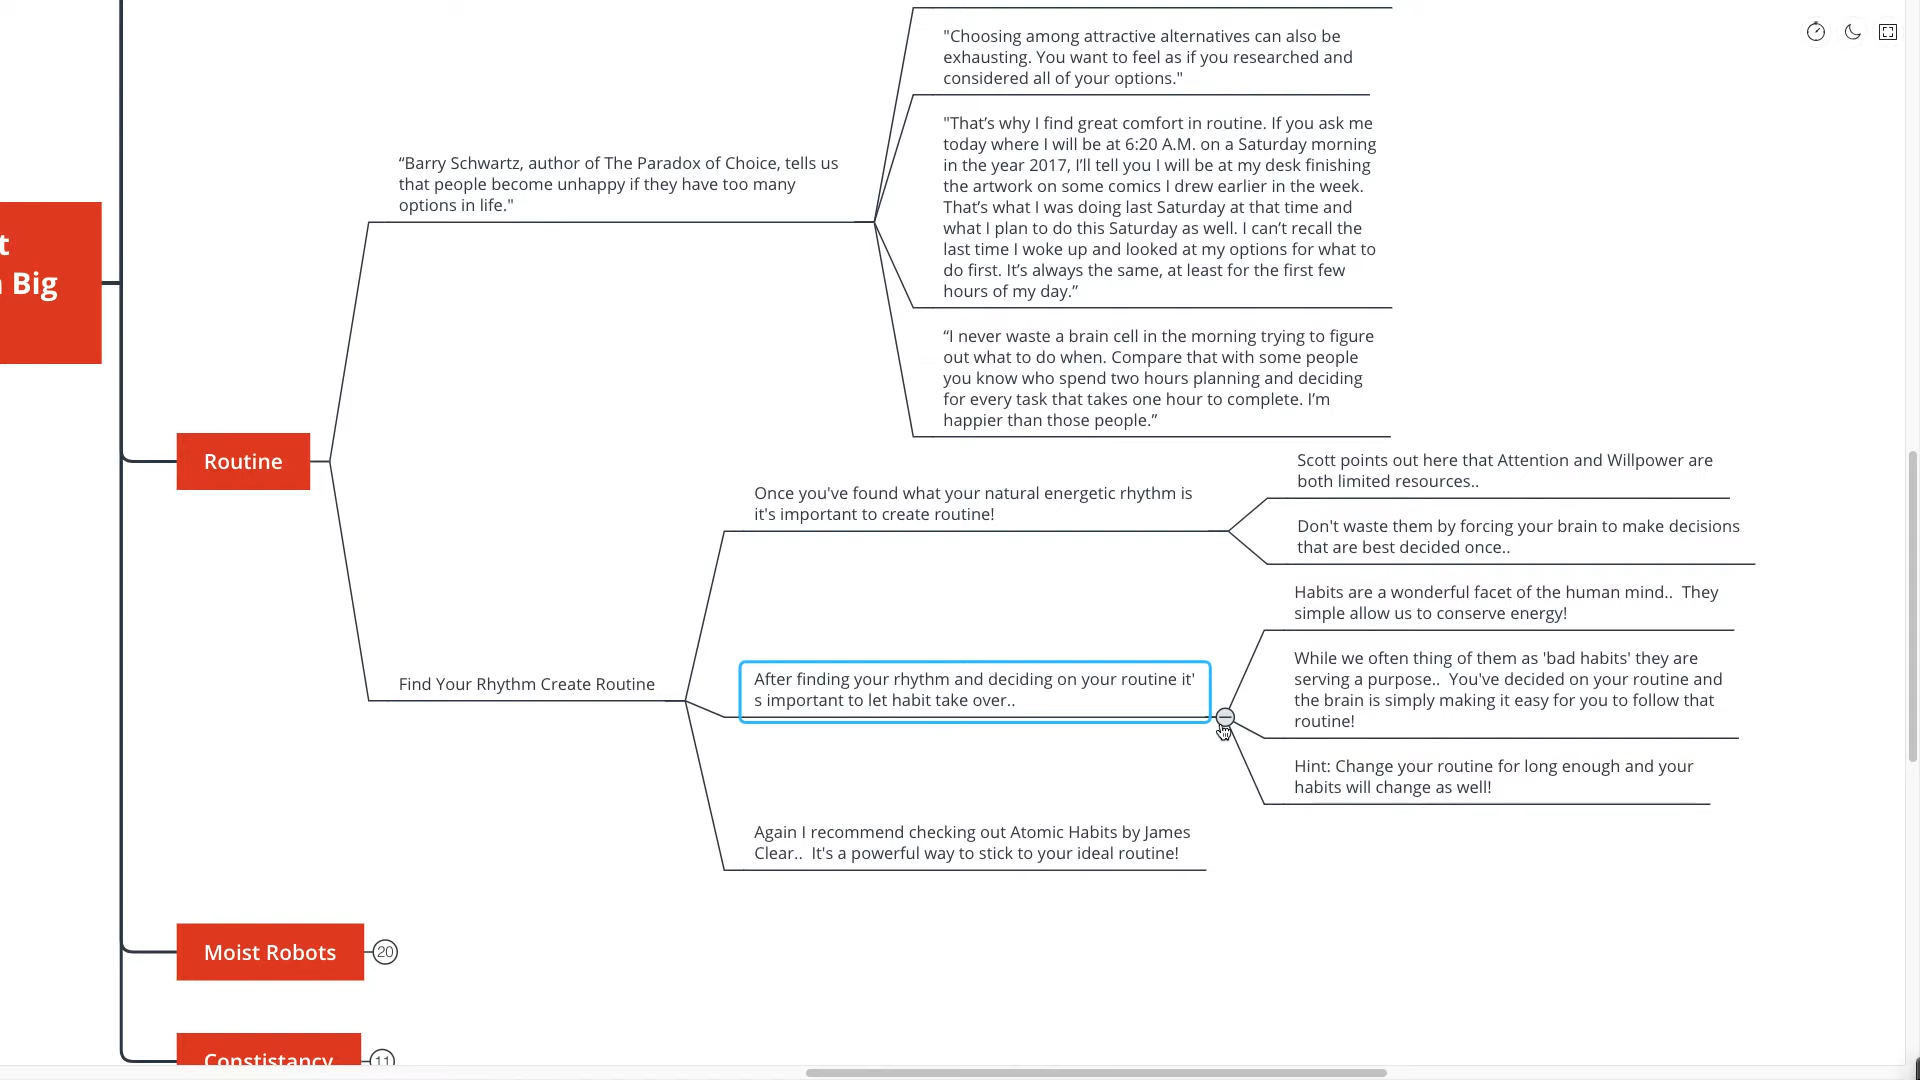 t
Big
"Choosing among attractive alternatives can also be
exhausting. You want to feel as if you researched and
considered all of your options."
"That’s why I find great comfort in routine. If you ask me
today where I will be at 6:20 A.M. on a Saturday morning
in the year 2017, I’ll tell you I will be at my desk finishing
the artwork on some comics I drew earlier in the week.
That’s what I was doing last Saturday at that time and
what I plan to do this Saturday as well. I can’t recall the
last time I woke up and looked at my options for what to
do first. It’s always the same, at least for the first few
hours of my day.”
“Barry Schwartz, author of The Paradox of Choice, tells us
that people become unhappy if they have too many
options in life."
“I never waste a brain cell in the morning trying to figure
out what to do when. Compare that with some people
you know who spend two hours planning and deciding
for every task that takes one hour to complete. I’m
happier than those people.”
Routine
Once you've found what your natural energetic rhythm is
it's important to create routine!
Scott points out here that Attention and Willpower are
both limited resources..
Don't waste them by forcing your brain to make decisions
that are best decided once..
Find Your Rhythm Create Routine
After finding your rhythm and deciding on your routine it'
s important to let habit take over..
Habits are a wonderful facet of the human mind..  They
simple allow us to conserve energy!
While we often thing of them as 'bad habits' they are
serving a purpose..  You've decided on your routine and
the brain is simply making it easy for you to follow that
routine!
Hint: Change your routine for long enough and your
habits will change as well!
Again I recommend checking out Atomic Habits by James
Clear..  It's a powerful way to stick to your ideal routine!
Moist Robots
20
Constistancy
11